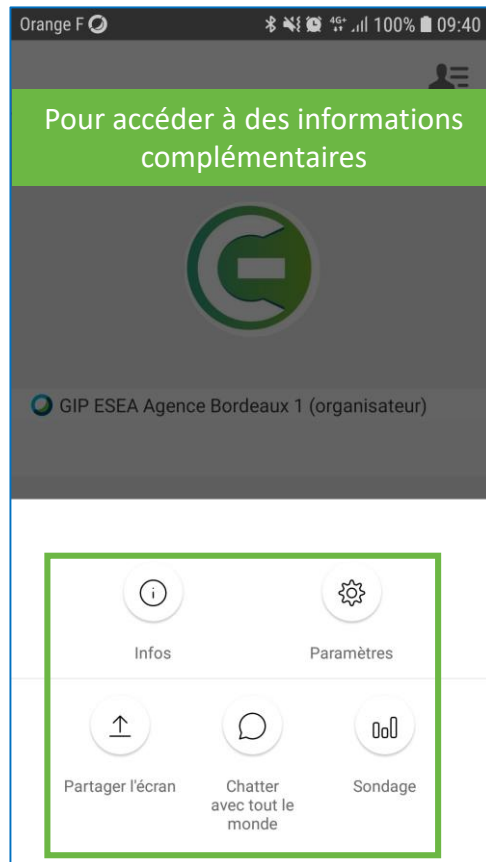 Orange F 4G+ 100% 09:40
Pour accéder à des informations
complémentaires
GIP ESEA Agence Bordeaux 1 (organisateur)
Infos Paramètres
Partager l'écran Chatter Sondage
avec tout le
monde